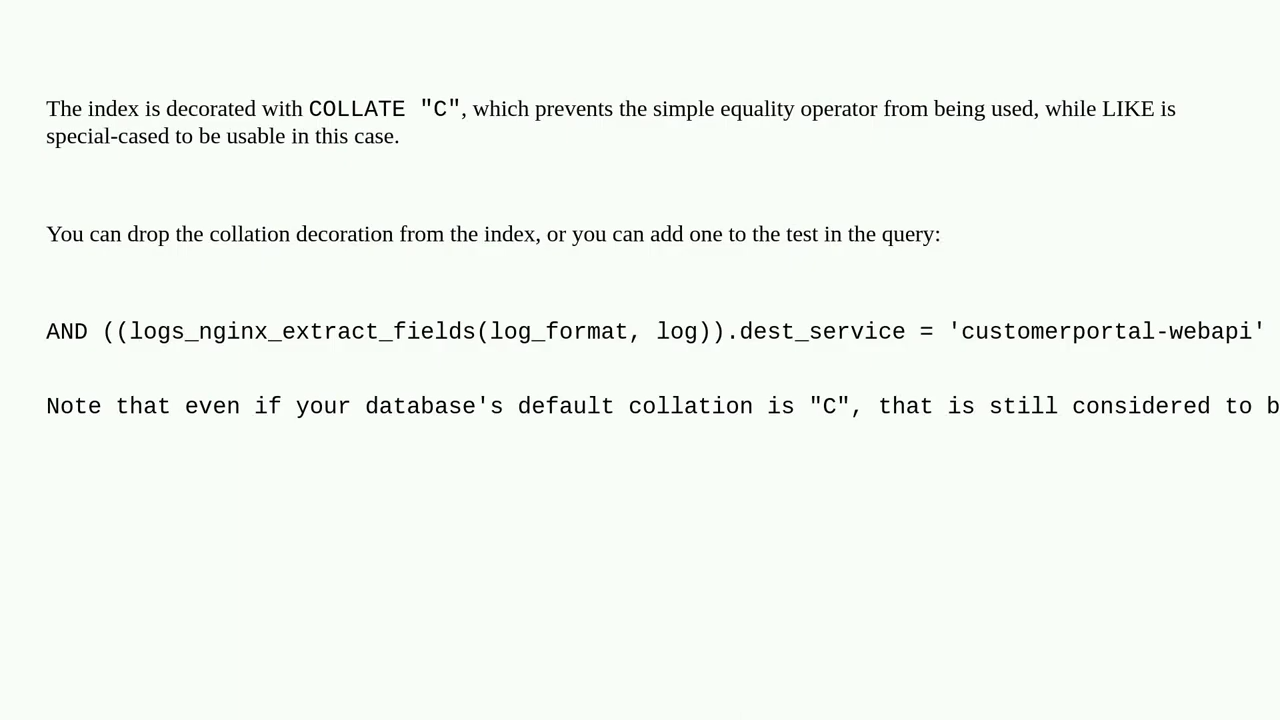 The index is decorated with COLLATE "C", which prevents the simple equality operator from being used, while LIKE is
special-cased to be usable in this case.
You can drop the collation decoration from the index, or you can add one to the test in the query:
AND ((logs_nginx_extract_fields(log_format, log)).dest_service = 'customerportal-webapi'
Note that even if your database's default collation is "C", that is still considered to